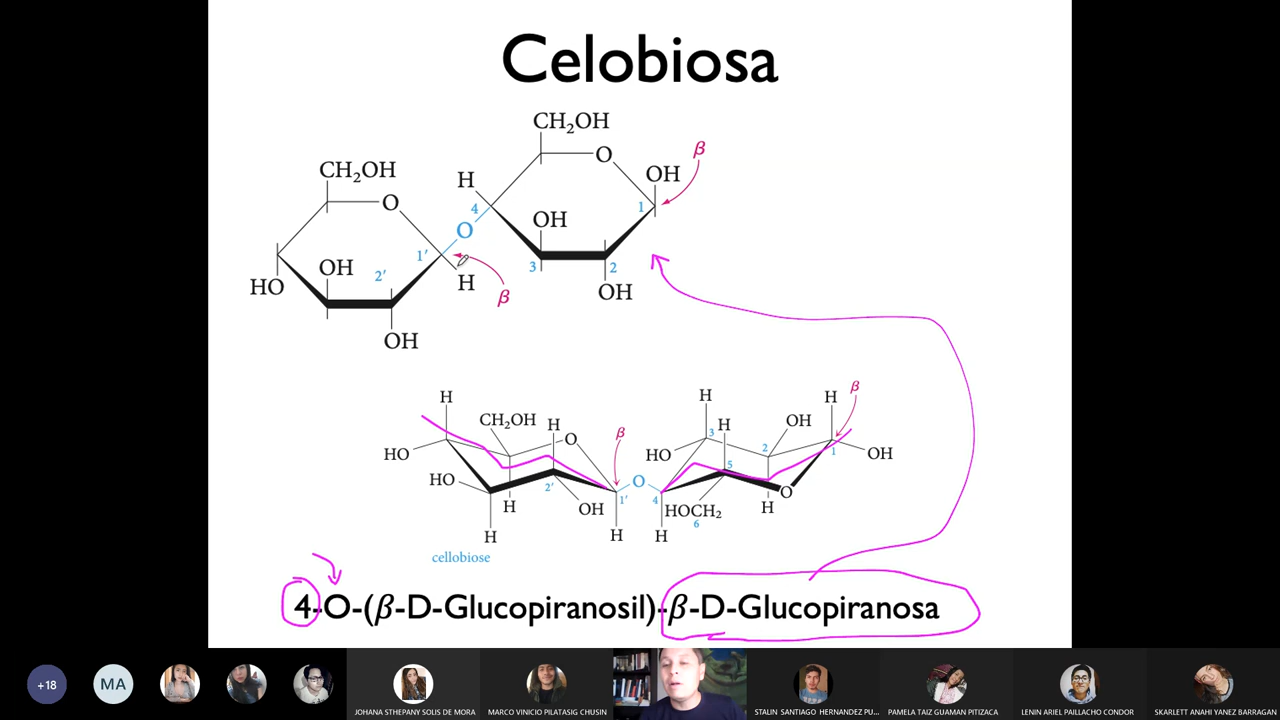 Celobiosa
CH₂OH
O
OH
β
CH₂OH
H
4
1
O
OH
O
1′
3
2
OH
2′
H
OH
HO
β
OH
H
H
H
β
CH₂OH
H
O
H
OH
β
3
HO
HO
2
1
OH
5
HO
2′
O
1′
4
O
OH
HOCH₂
H
H
6
H
H
H
cellobiose
4-O-(β-D-Glucopiranosil)-β-D-Glucopiranosa
+18
MA
JOHANA STHEPANY SOLIS DE MORA
MARCO VINICIO PILATASIG CHUSIN
STALIN SANTIAGO HERNANDEZ PU...
PAMELA TAIZ GUAMAN PITIZACA
LENIN ARIEL PAILLACHO CONDOR
SKARLETT ANAHI YANEZ BARRAGAN